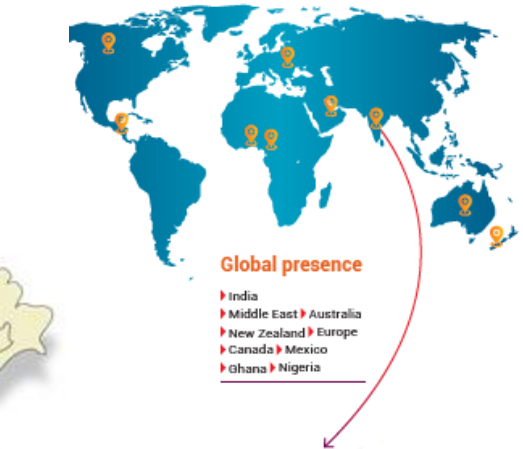 Global presence
India
Middle East Australia
New Zealand Europe
Canada Mexico
Ghana Nigeria